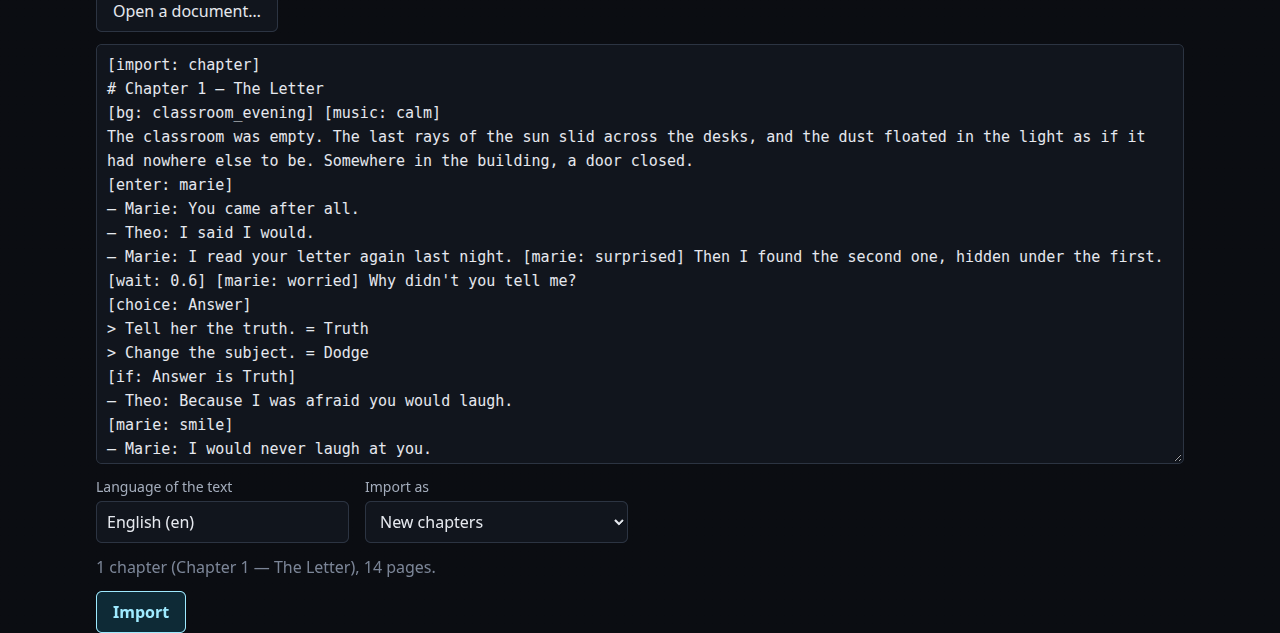 Open a document...
[import: chapter]
# Chapter 1 — The Letter
[bg: classroom_evening] [music: calm]
The classroom was empty. The last rays of the sun slid across the desks, and the dust floated in the light as if it
had nowhere else to be. Somewhere in the building, a door closed.
[enter: marie]
— Marie: You came after all.
— Theo: I said I would.
— Marie: I read your letter again last night. [marie: surprised] Then I found the second one, hidden under the first.
[wait: 0.6] [marie: worried] Why didn't you tell me?
[choice: Answer]
> Tell her the truth. = Truth
> Change the subject. = Dodge
[if: Answer is Truth]
— Theo: Because I was afraid you would laugh.
[marie: smile]
— Marie: I would never laugh at you.
Language of the text
Import as
English (en)
New chapters
1 chapter (Chapter 1 — The Letter), 14 pages.
Import